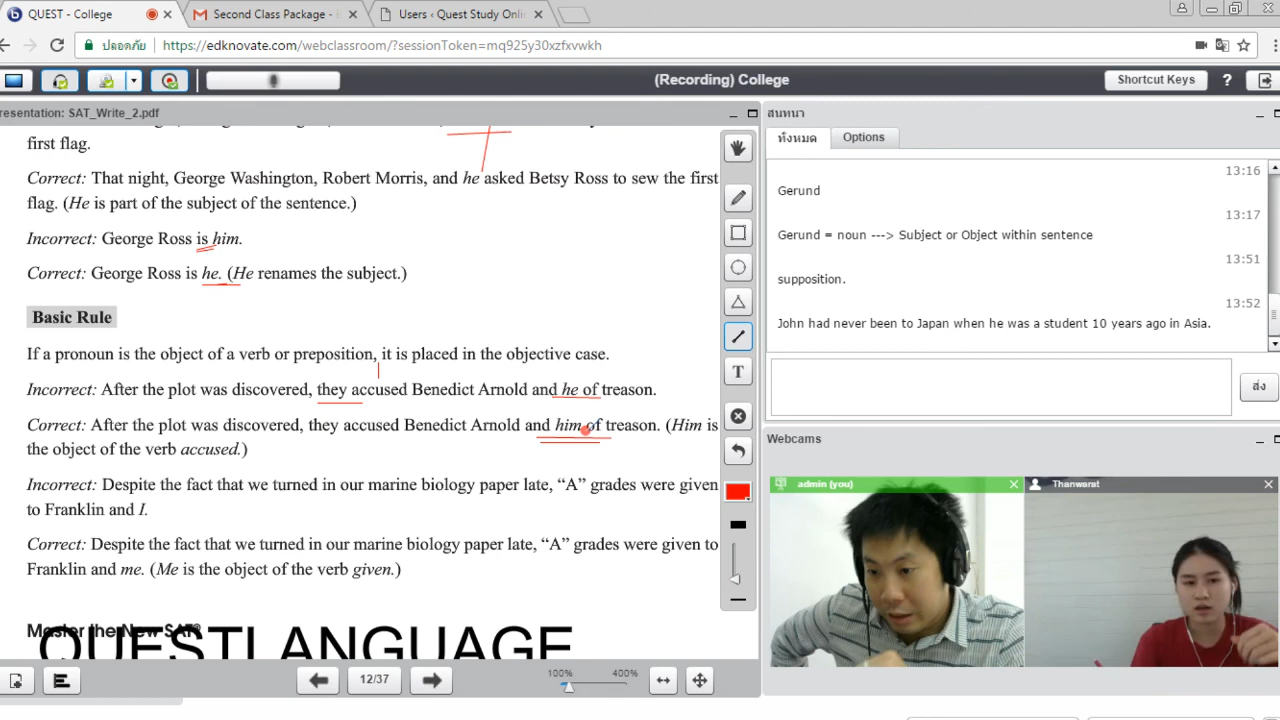 QUEST - College
Second Class Package -
Users ‹ Quest Study Onli
ปลอดภัย
https://edknovate.com/webclassroom/?sessionToken=mq925y30xzfxvwkh
(Recording) College
Shortcut Keys
?
resentation: SAT_Write_2.pdf
first flag.
Correct: That night, George Washington, Robert Morris, and he asked Betsy Ross to sew the first
flag. (He is part of the subject of the sentence.)
Incorrect: George Ross is him.
Correct: George Ross is he. (He renames the subject.)
Basic Rule
If a pronoun is the object of a verb or preposition, it is placed in the objective case.
Incorrect: After the plot was discovered, they accused Benedict Arnold and he of treason.
Correct: After the plot was discovered, they accused Benedict Arnold and him of treason. (Him is
the object of the verb accused.)
Incorrect: Despite the fact that we turned in our marine biology paper late, “A” grades were given
to Franklin and I.
Correct: Despite the fact that we turned in our marine biology paper late, “A” grades were given to
Franklin and me. (Me is the object of the verb given.)
Master the New SAT®
QUESTLANGUAGE
12/37
100%
400%
T
สนทนา
ทั้งหมด
Options
13:16
Gerund
13:17
Gerund = noun ---> Subject or Object within sentence
13:51
supposition.
13:52
John had never been to Japan when he was a student 10 years ago in Asia.
ส่ง
Webcams
admin (you)
Thanwarat